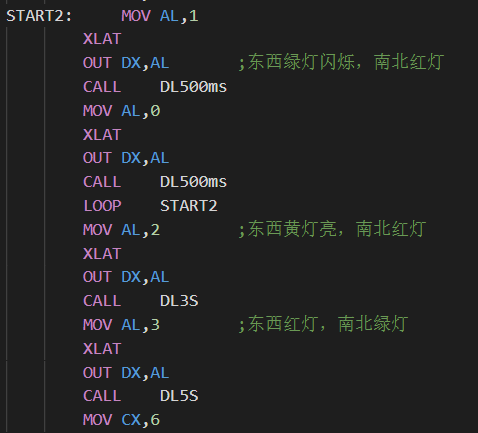 START2: MOV AL,1
XLAT
OUT DX,AL ;东西绿灯闪烁，南北红灯
CALL DL500ms
MOV AL,0
XLAT
OUT DX,AL
CALL DL500ms
LOOP START2
MOV AL,2 ;东西黄灯亮，南北红灯
XLAT
OUT DX,AL
CALL DL3S
MOV AL,3 ;东西红灯，南北绿灯
XLAT
OUT DX,AL
CALL DL5S
MOV CX,6